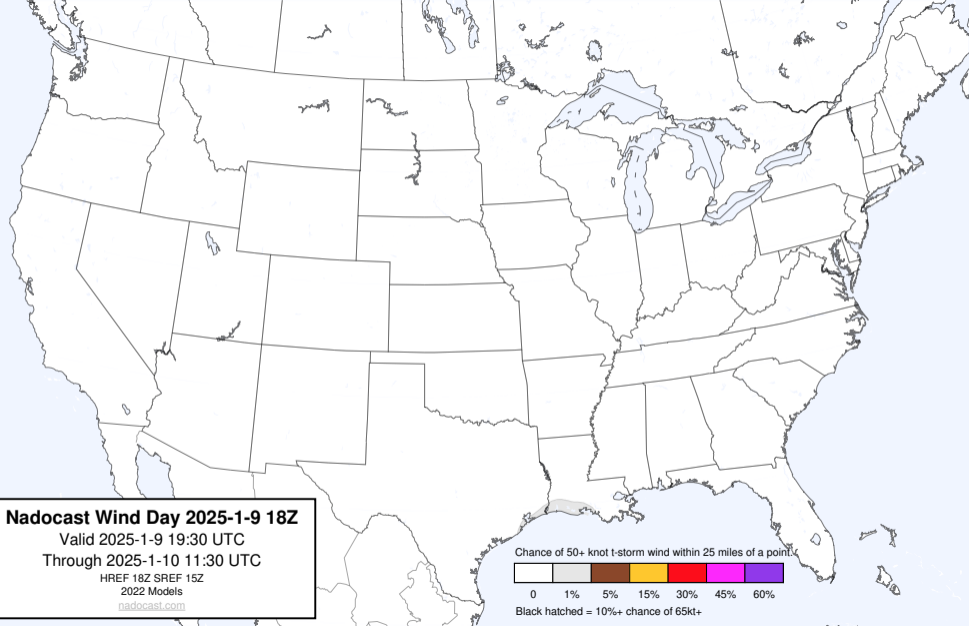 Nadocast Wind Day 2025-1-9 18Z
Valid 2025-1-9 19:30 UTC
Through 2025-1-10 11:30 UTC
HREF 18Z SREF 15Z
2022 Models
nadocast.com
Chance of 50+ knot t-storm wind within 25 miles of a point.
0 1% 5% 15% 30% 45% 60%
Black hatched = 10%+ chance of 65kt+